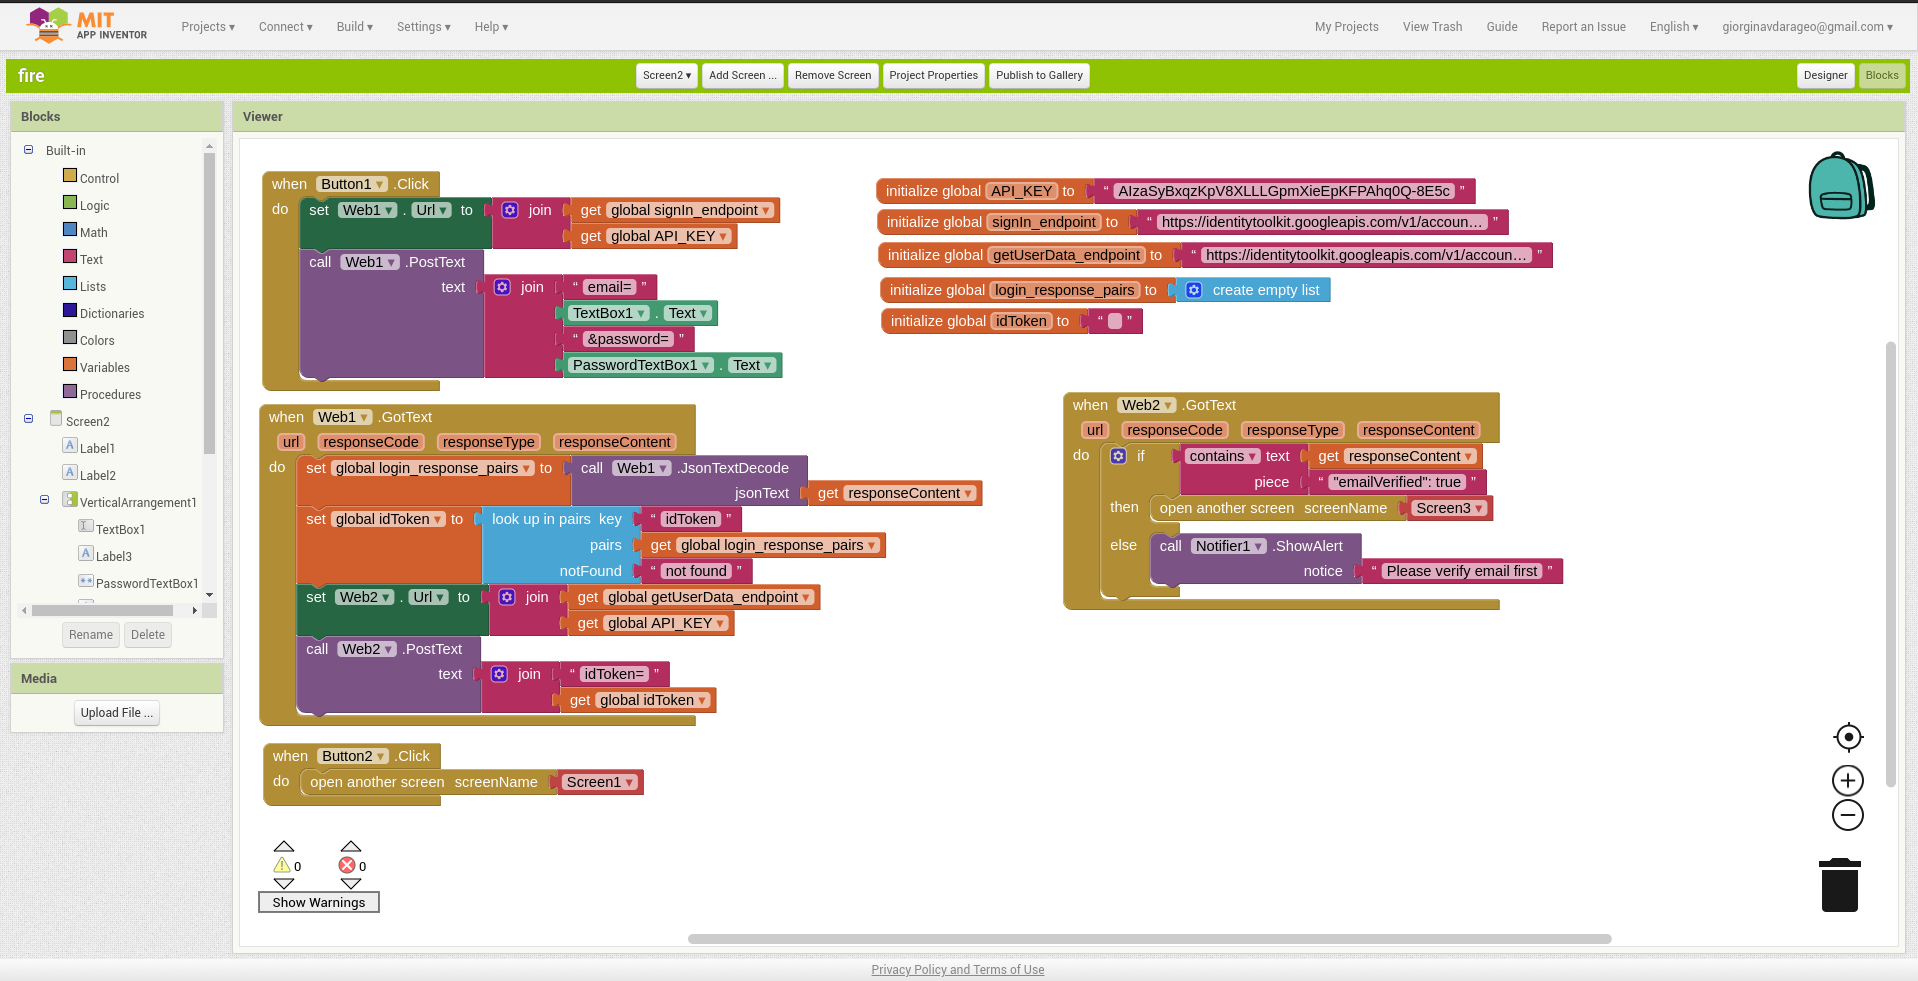 MIT
APP INVENTOR
Projects ▾ Connect ▾ Build ▾ Settings ▾ Help ▾ My Projects View Trash Guide Report an Issue English ▾ giorginavdarageo@gmail.com ▾
fire
Screen2 ▾ Add Screen ... Remove Screen Project Properties Publish to Gallery Designer Blocks
Blocks
Built-in
Control
Logic
Math
Text
Lists
Dictionaries
Colors
Variables
Procedures
Screen2
Label1
Label2
VerticalArrangement1
TextBox1
Label3
PasswordTextBox1
Rename Delete
Media
Upload File ...
Viewer
when Button1 ▾ .Click
do set Web1 ▾ . Url ▾ to join get global signIn_endpoint ▾
get global API_KEY ▾
call Web1 ▾ .PostText
text join “ email= ”
TextBox1 ▾ . Text ▾
“ &password= ”
PasswordTextBox1 ▾ . Text ▾
when Web1 ▾ .GotText
url responseCode responseType responseContent
do set global login_response_pairs ▾ to call Web1 ▾ .JsonTextDecode
jsonText get responseContent ▾
set global idToken ▾ to look up in pairs key “ idToken ”
pairs get global login_response_pairs ▾
notFound “ not found ”
set Web2 ▾ . Url ▾ to join get global getUserData_endpoint ▾
get global API_KEY ▾
call Web2 ▾ .PostText
text join “ idToken= ”
get global idToken ▾
when Button2 ▾ .Click
do open another screen screenName Screen1 ▾
initialize global API_KEY to “ AIzaSyBxqzKpV8XLLLGpmXieEpKFPAhq0Q-8E5c ”
initialize global signIn_endpoint to “ https://identitytoolkit.googleapis.com/v1/accoun… ”
initialize global getUserData_endpoint to “ https://identitytoolkit.googleapis.com/v1/accoun… ”
initialize global login_response_pairs to create empty list
initialize global idToken to “ ”
when Web2 ▾ .GotText
url responseCode responseType responseContent
do if contains ▾ text get responseContent ▾
piece “ "emailVerified": true ”
then open another screen screenName Screen3 ▾
else call Notifier1 ▾ .ShowAlert
notice “ Please verify email first ”
0 0
Show Warnings
Privacy Policy and Terms of Use